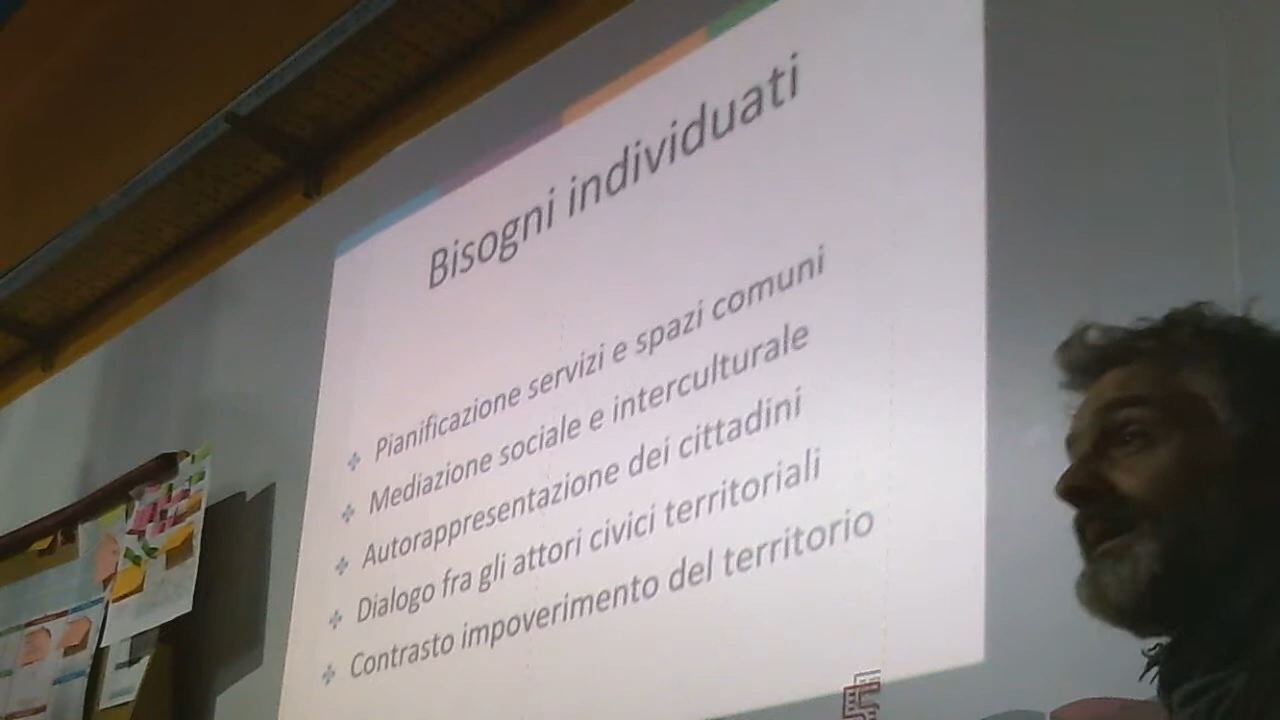 Bisogni individuati
Pianificazione servizi e spazi comuni
Mediazione sociale e interculturale
Autorappresentazione dei cittadini
Dialogo fra gli attori civici territoriali
Contrasto impoverimento del territorio